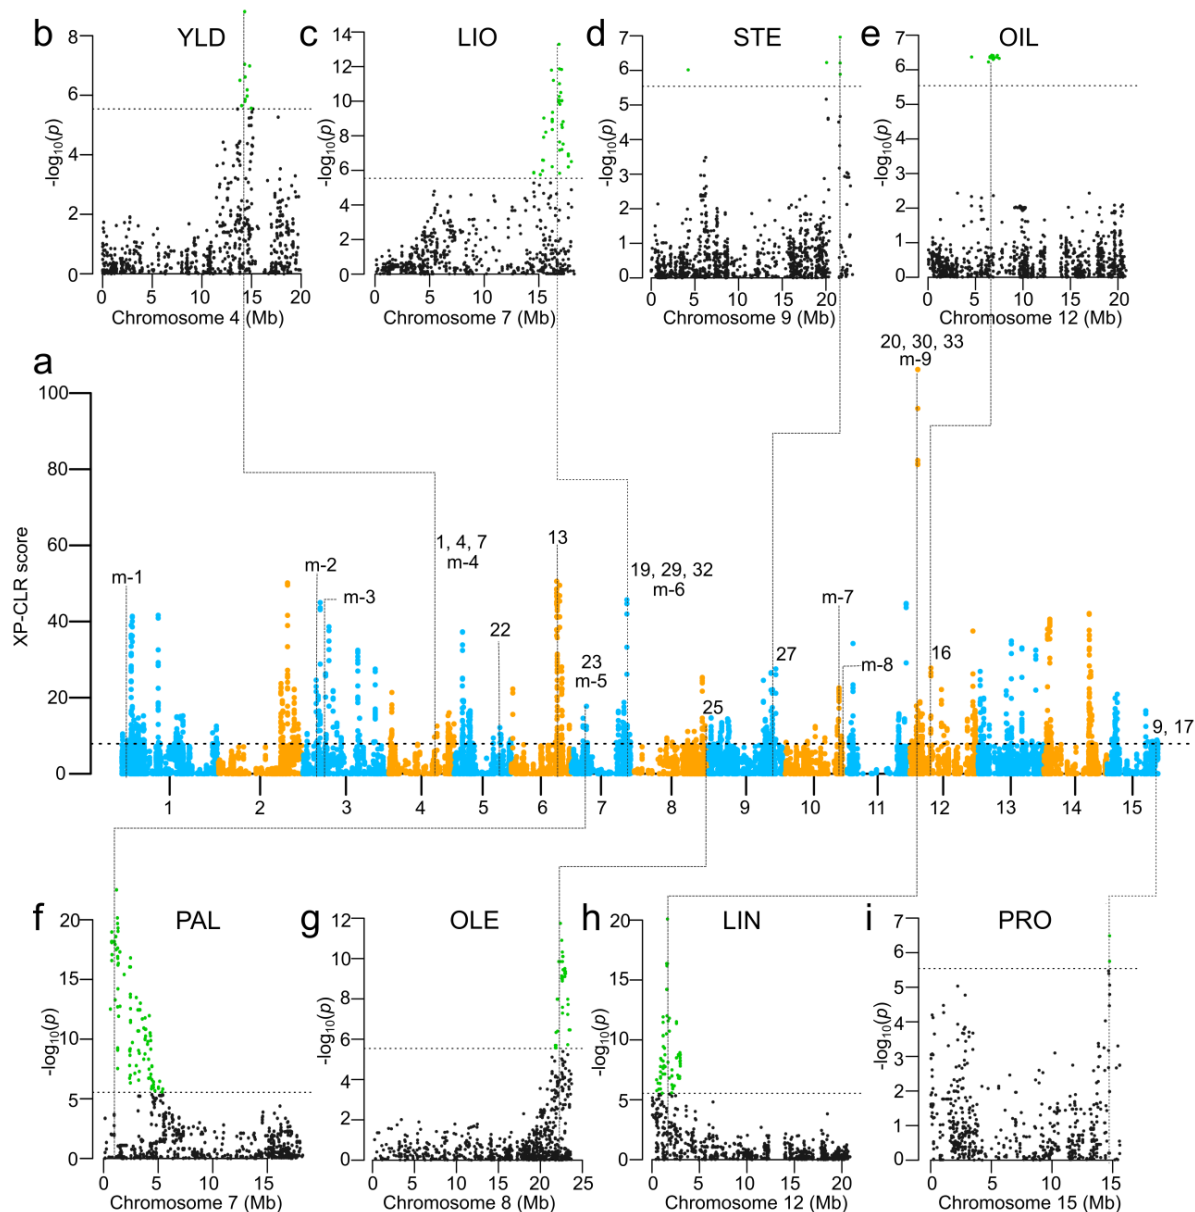 b
YLD
8
6
4
2
0
-log10(p)
0 5 10 15 20
Chromosome 4 (Mb)
c
LIO
14
12
10
8
6
4
2
0
-log10(p)
0 5 10 15
Chromosome 7 (Mb)
d
STE
7
6
5
4
3
2
1
0
-log10(p)
0 5 10 15 20
Chromosome 9 (Mb)
e
OIL
7
6
5
4
3
2
1
0
-log10(p)
0 5 10 15 20
Chromosome 12 (Mb)
a
100
80
60
40
20
0
XP-CLR score
m-1
m-2
m-3
1, 4, 7
m-4
22
13
23
m-5
19, 29, 32
m-6
25
27
m-7
m-8
20, 30, 33
m-9
16
9, 17
1 2 3 4 5 6 7 8 9 10 11 12 13 14 15
f
PAL
20
15
10
5
0
-log10(p)
0 5 10 15
Chromosome 7 (Mb)
g
OLE
12
10
8
6
4
2
0
-log10(p)
0 5 10 15 20 25
Chromosome 8 (Mb)
h
LIN
20
15
10
5
0
-log10(p)
0 5 10 15 20
Chromosome 12 (Mb)
i
PRO
7
6
5
4
3
2
1
0
-log10(p)
0 5 10 15
Chromosome 15 (Mb)